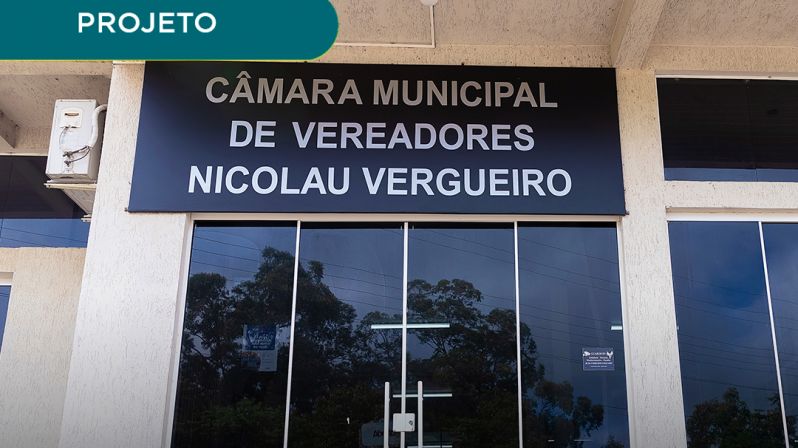 PROJETO
CÂMARA MUNICIPAL
DE VEREADORES
NICOLAU VERGUEIRO